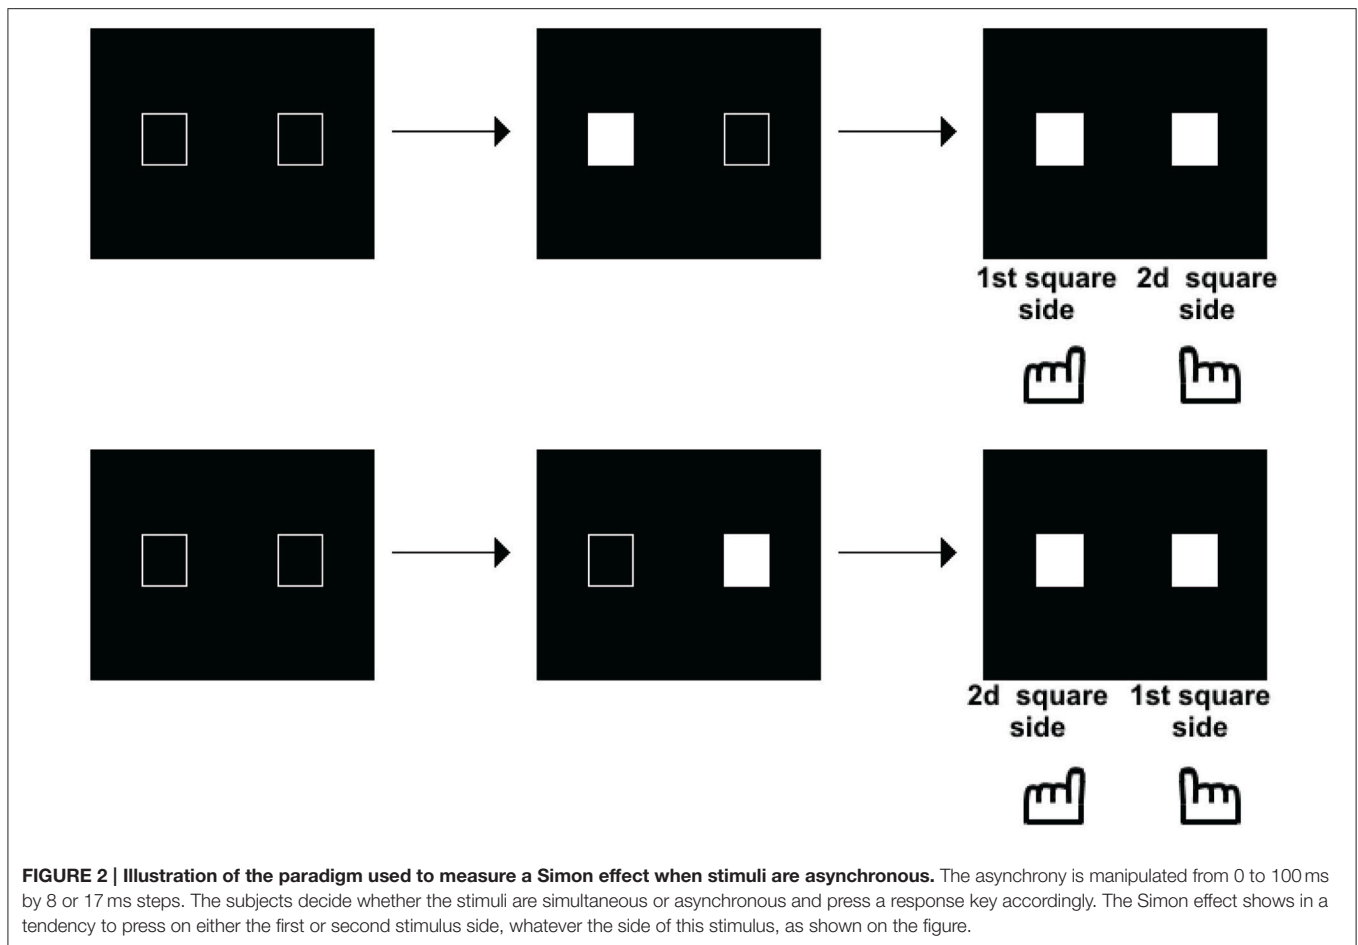 1st square 2d  square
side side
2d  square 1st square
side side
FIGURE 2 | Illustration of the paradigm used to measure a Simon effect when stimuli are asynchronous. The asynchrony is manipulated from 0 to 100 ms
by 8 or 17 ms steps. The subjects decide whether the stimuli are simultaneous or asynchronous and press a response key accordingly. The Simon effect shows in a
tendency to press on either the first or second stimulus side, whatever the side of this stimulus, as shown on the figure.